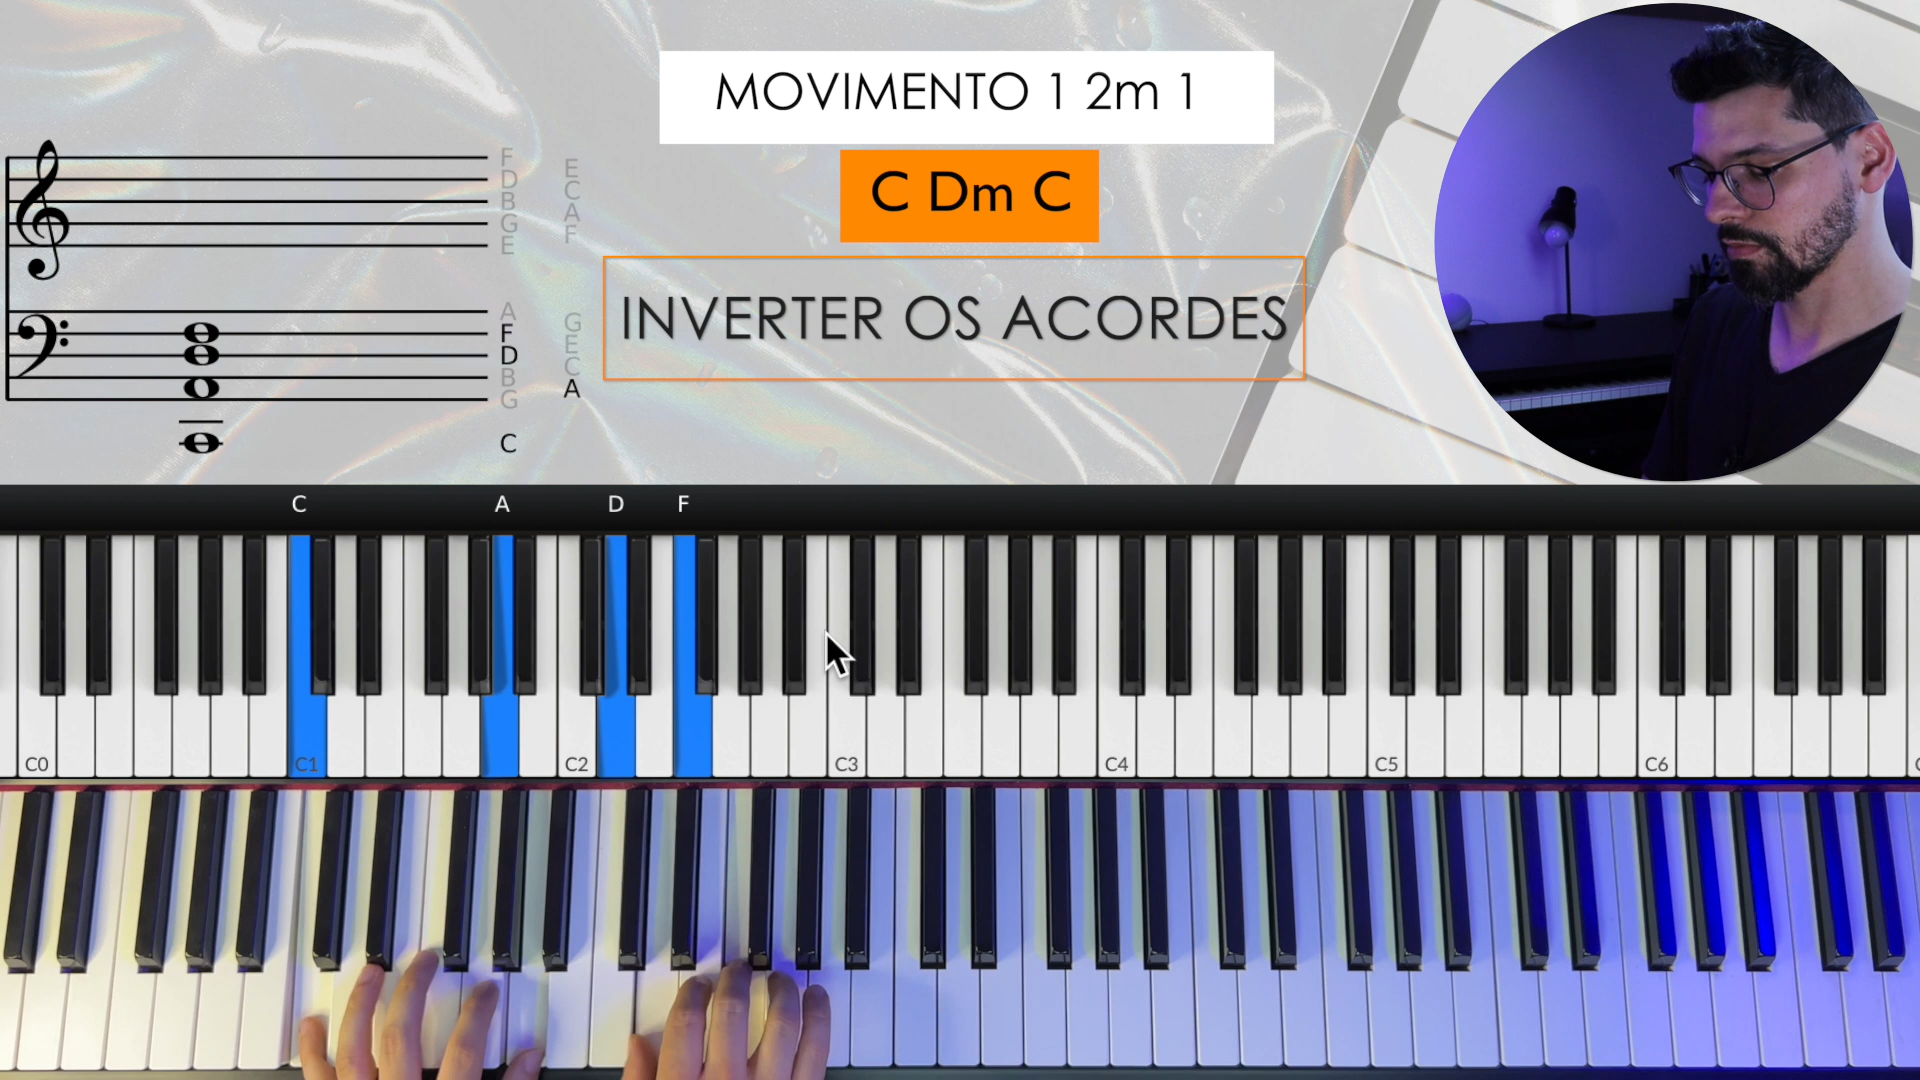 MOVIMENTO 1 2m 1
C Dm C
INVERTER OS ACORDES
F
D
B
G
E
E
C
A
F
A
F
D
B
G
C
G
E
C
A
C A D F
C0 C1 C2 C3 C4 C5 C6 C